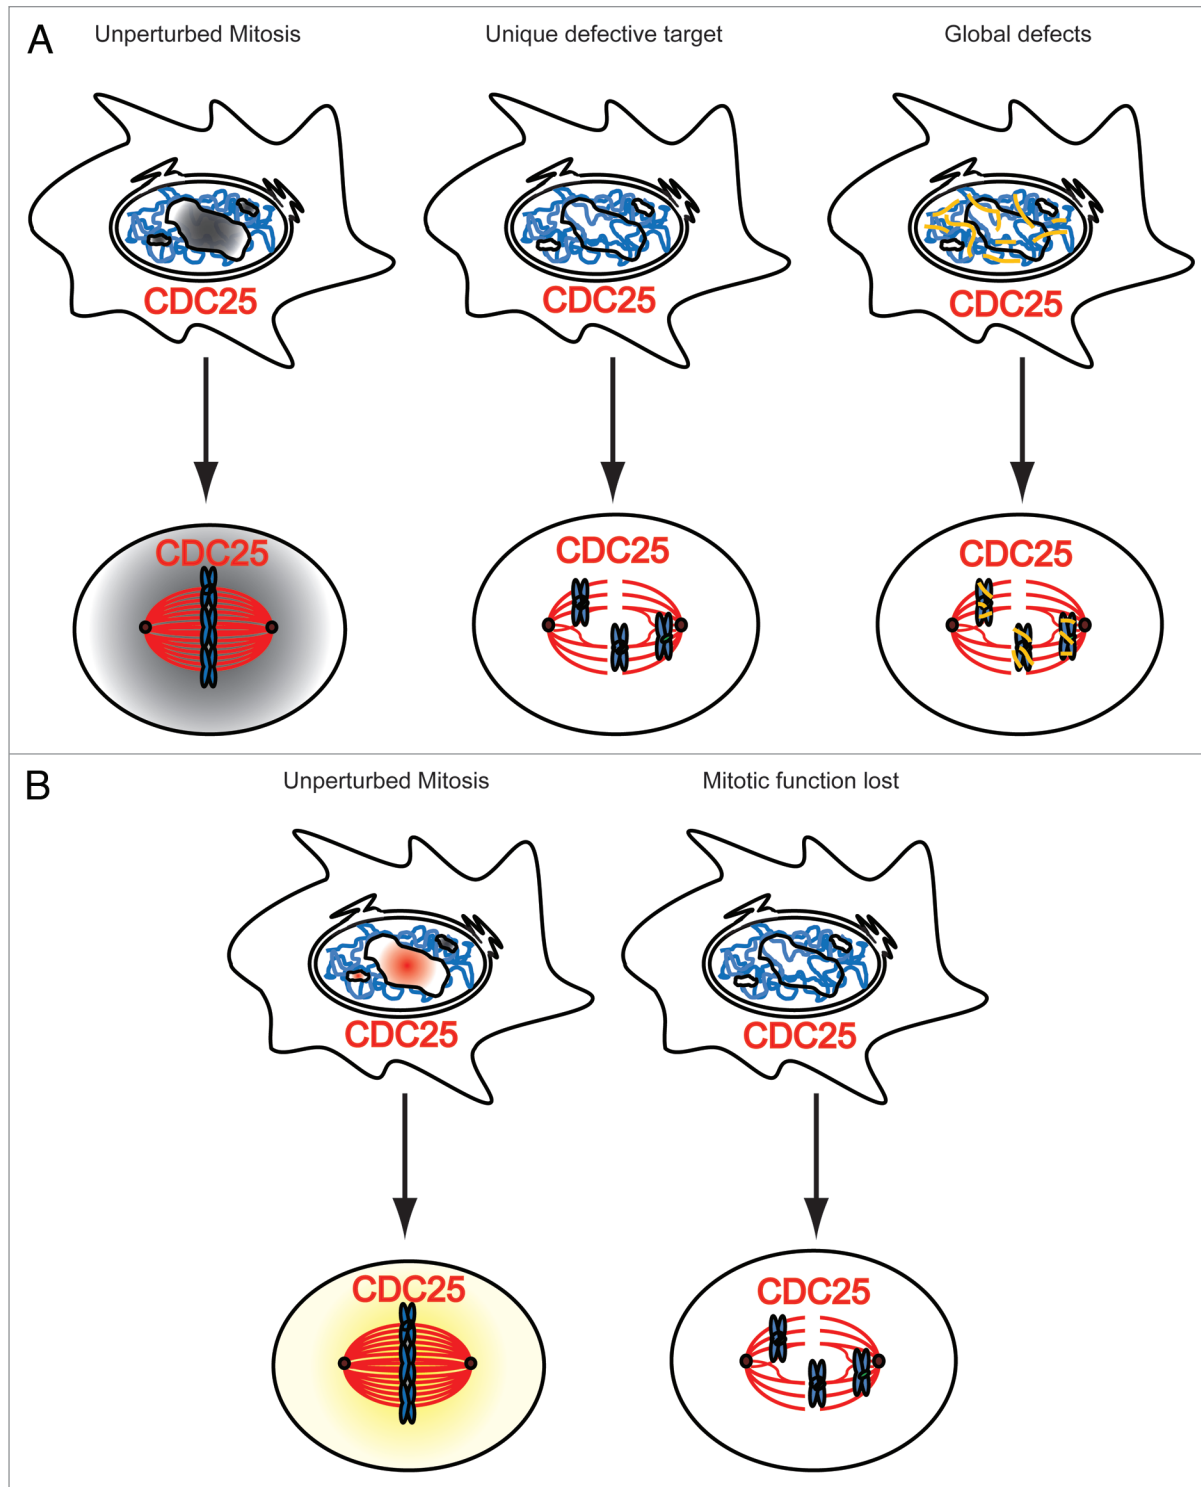 A
Unperturbed Mitosis
Unique defective target
Global defects
CDC25
CDC25
CDC25
CDC25
CDC25
CDC25
B
Unperturbed Mitosis
Mitotic function lost
CDC25
CDC25
CDC25
CDC25